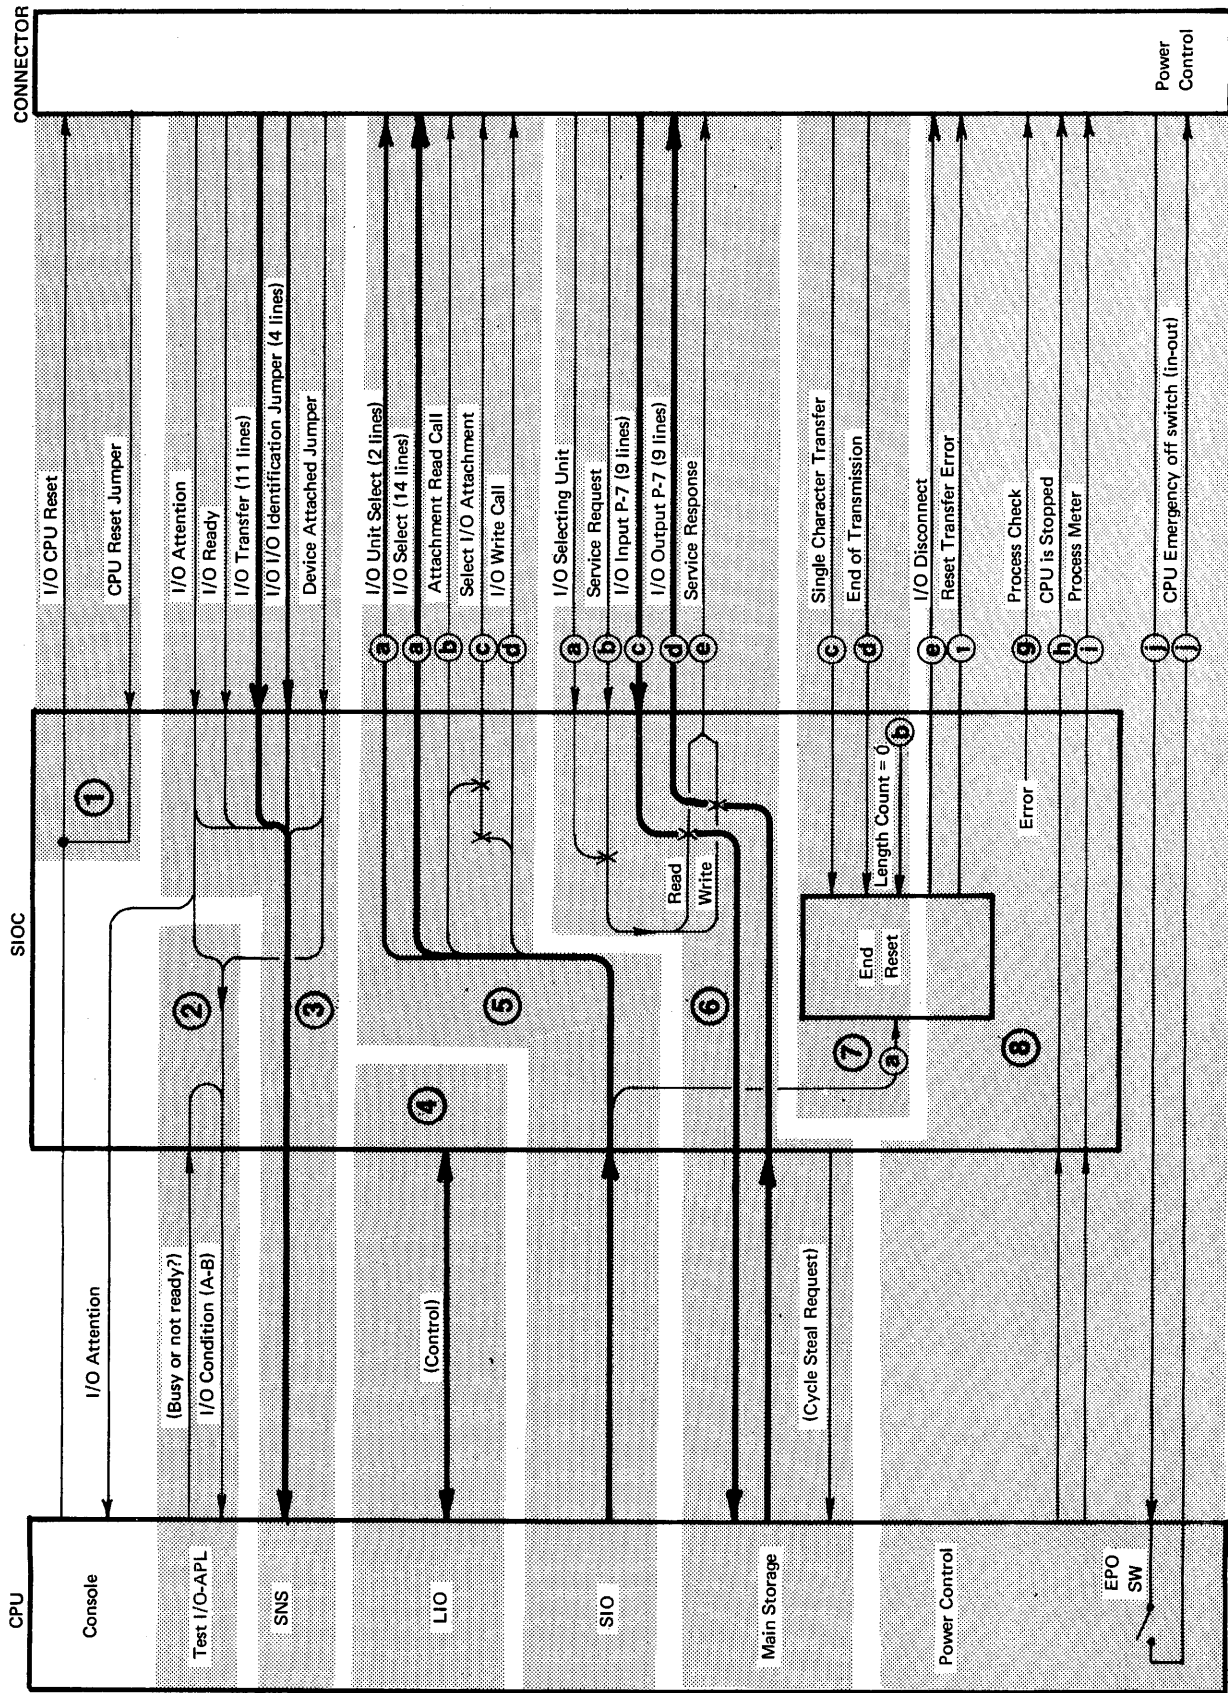 CPU
SIOC
CONNECTOR
Console
Test I/O-APL
SNS
LIO
SIO
Main Storage
Power Control
EPO
SW
I/O Attention
(Busy or not ready?)
I/O Condition (A-B)
(Control)
(Cycle Steal Request)
1
2
3
4
5
6
7
8
a
Read
Write
End
Reset
Length Count = 0
b
Error
I/O CPU Reset
CPU Reset Jumper
I/O Attention
I/O Ready
I/O Transfer (11 lines)
I/O I/O Identification Jumper (4 lines)
Device Attached Jumper
a I/O Unit Select (2 lines)
a I/O Select (14 lines)
b Attachment Read Call
c Select I/O Attachment
d I/O Write Call
a I/O Selecting Unit
b Service Request
c I/O Input P-7 (9 lines)
d I/O Output P-7 (9 lines)
e Service Response
c Single Character Transfer
d End of Transmission
e I/O Disconnect
1 Reset Transfer Error
g Process Check
h CPU is Stopped
i Process Meter
j CPU Emergency off switch (in-out)
j
Power
Control